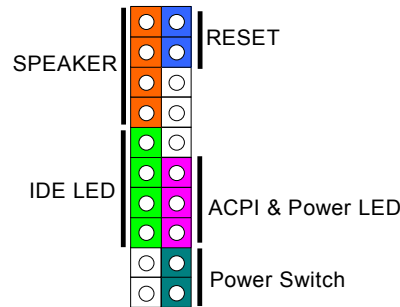 RESET
SPEAKER
IDE LED
ACPI & Power LED
Power Switch